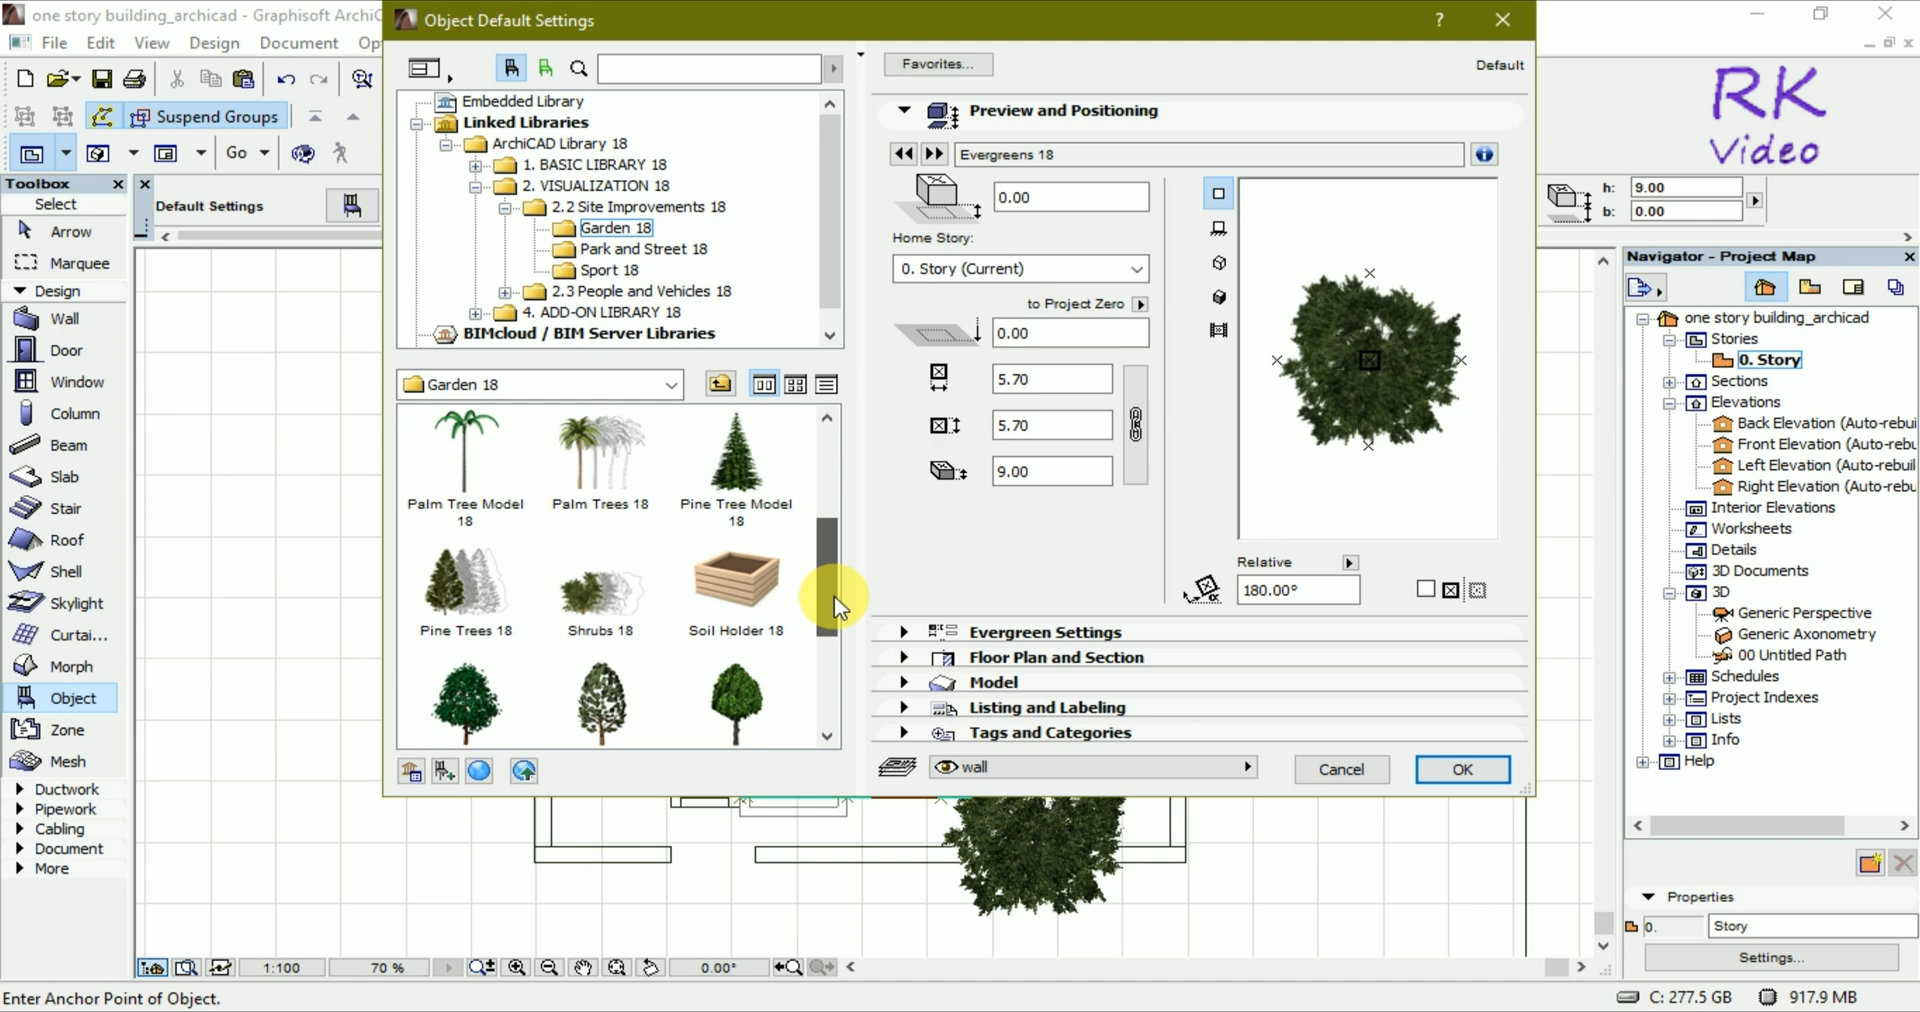 one story building_archicad - Graphisoft ArchiC
Object Default Settings
?
File Edit View Design Document Op
Favorites...
Default
RK
Video
Suspend Groups
Go
Embedded Library
Linked Libraries
ArchiCAD Library 18
1. BASIC LIBRARY 18
2. VISUALIZATION 18
2.2 Site Improvements 18
Garden 18
Park and Street 18
Sport 18
2.3 People and Vehicles 18
4. ADD-ON LIBRARY 18
BIMcloud / BIM Server Libraries
Preview and Positioning
Evergreens 18
0.00
Home Story:
0. Story (Current)
to Project Zero
0.00
5.70
5.70
9.00
Relative
180.00°
Evergreen Settings
Floor Plan and Section
Model
Listing and Labeling
Tags and Categories
wall
Cancel
OK
Garden 18
Palm Tree Model
18
Palm Trees 18
Pine Tree Model
18
Pine Trees 18
Shrubs 18
Soil Holder 18
Toolbox
Select
Arrow
Marquee
Design
Wall
Door
Window
Column
Beam
Slab
Stair
Roof
Shell
Skylight
Curtai...
Morph
Object
Zone
Mesh
Ductwork
Pipework
Cabling
Document
More
Default Settings
h: 9.00
b: 0.00
Navigator - Project Map
one story building_archicad
Stories
0. Story
Sections
Elevations
Back Elevation (Auto-rebui
Front Elevation (Auto-rebu
Left Elevation (Auto-rebuil
Right Elevation (Auto-rebu
Interior Elevations
Worksheets
Details
3D Documents
3D
Generic Perspective
Generic Axonometry
00 Untitled Path
Schedules
Project Indexes
Lists
Info
Help
Properties
0. Story
Settings...
1:100
70 %
0.00°
Enter Anchor Point of Object.
C: 277.5 GB
917.9 MB